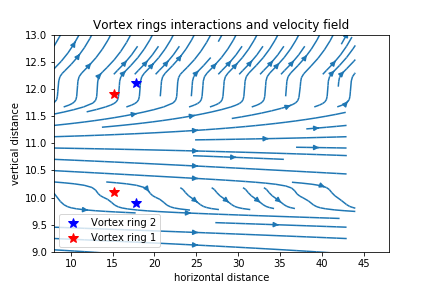 Vortex rings interactions and velocity field
13.0
12.5
12.0
11.5
11.0
10.5
10.0
9.5
9.0
vertical distance
Vortex ring 2
Vortex ring 1
10 15 20 25 30 35 40 45
horizontal distance